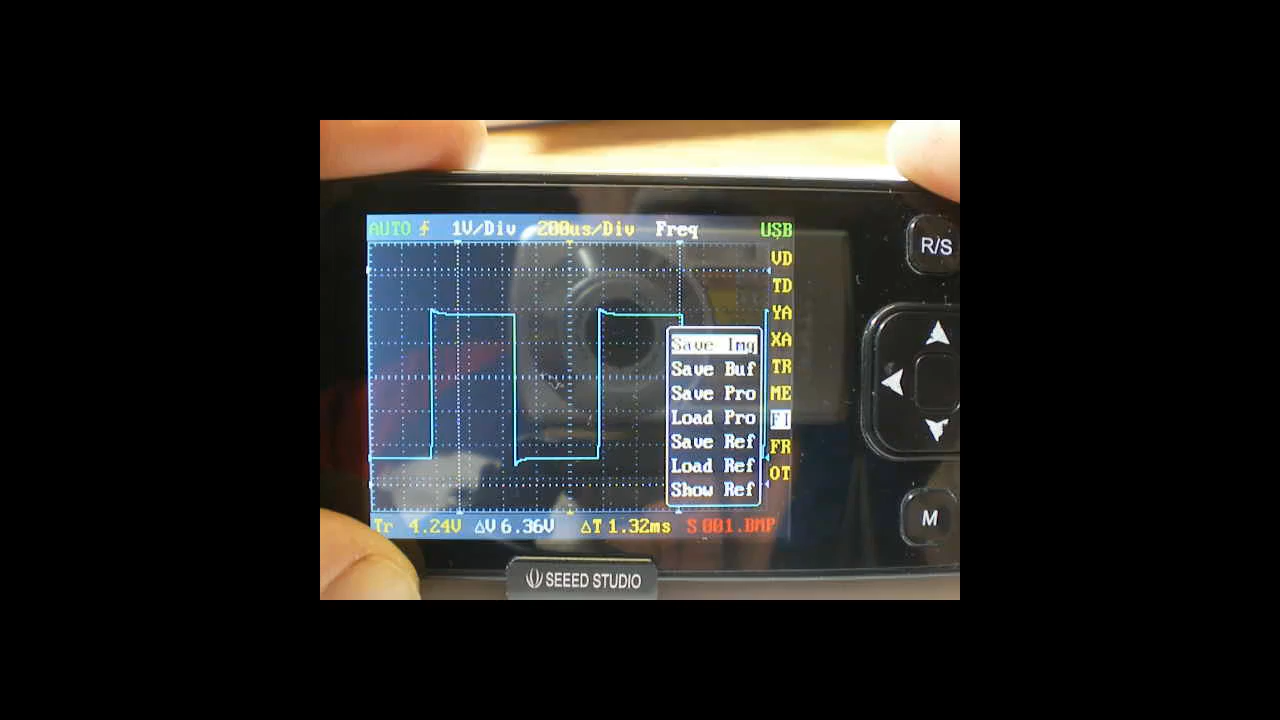 AUTO 1V/Div 200us/Div Freq USB
VD
TD
YA
XA
TR
ME
FI
FR
OT
Save Img
Save Buf
Save Pro
Load Pro
Save Ref
Load Ref
Show Ref
Tr 4.24V ΔV 6.36V ΔT 1.32ms S 001.BMP
R/S
M
SEEED STUDIO